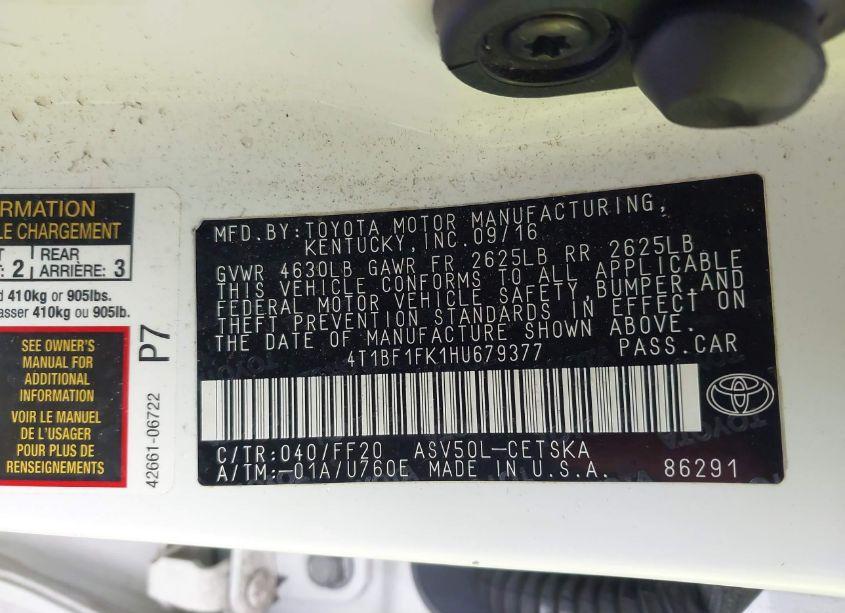 RMATION
LE CHARGEMENT
T
: 2
REAR
ARRIÈRE: 3
d 410kg or 905lbs.
asser 410kg ou 905lb.
SEE OWNER'S
MANUAL FOR
ADDITIONAL
INFORMATION
VOIR LE MANUEL
DE L'USAGER
POUR PLUS DE
RENSEIGNEMENTS
P7
42661-06722
MFD.BY:TOYOTA MOTOR MANUFACTURING,
KENTUCKY,INC.09/16
GVWR 4630LB GAWR FR 2625LB RR 2625LB
THIS VEHICLE CONFORMS TO ALL APPLICABLE
FEDERAL MOTOR VEHICLE SAFETY,BUMPER,AND
THEFT PREVENTION STANDARDS IN EFFECT ON
THE DATE OF MANUFACTURE SHOWN ABOVE.
4T1BF1FK1HU679377 PASS.CAR
C/TR:040/FF20 ASV50L-CETSKA
A/TM:-01A/U760E MADE IN U.S.A. 86291